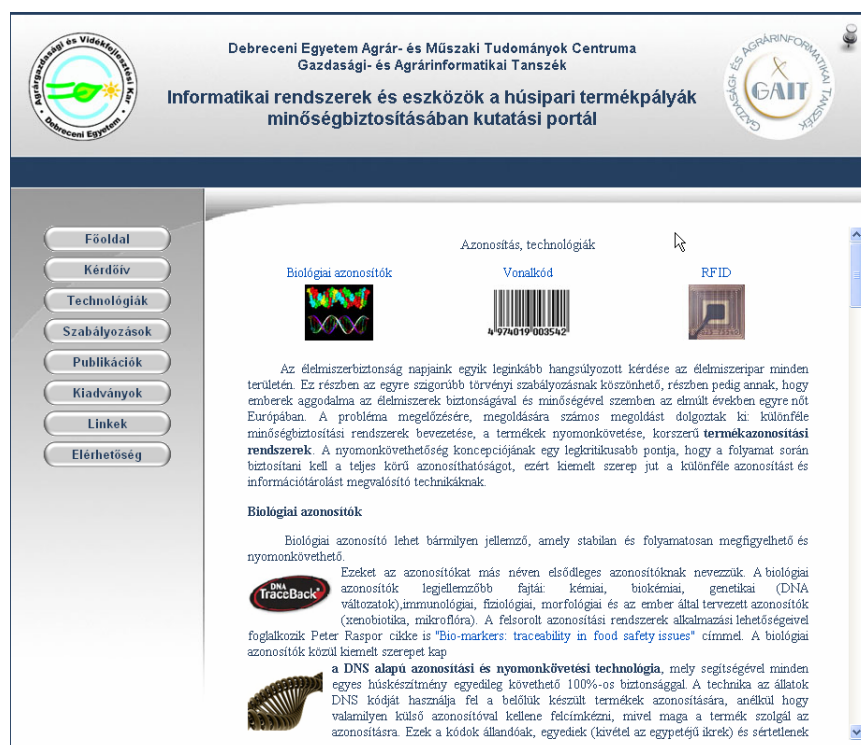 Agrárgazdasági és Vidékfejlesztési Kar
Debreceni Egyetem
Debreceni Egyetem Agrár- és Műszaki Tudományok Centruma
Gazdasági- és Agrárinformatikai Tanszék
Informatikai rendszerek és eszközök a húsipari termékpályák
minőségbiztosításában kutatási portál
GAZDASÁGI- ÉS AGRÁRINFORMATIKAI TANSZÉK
GAIT
Főoldal
Kérdőív
Technológiák
Szabályozások
Publikációk
Kiadványok
Linkek
Elérhetőség
Azonosítás, technológiák
Biológiai azonosítók Vonalkód RFID
4 974019 003542
Az élelmiszerbiztonság napjaink egyik leginkább hangsúlyozott kérdése az élelmiszeripar minden
területén. Ez részben az egyre szigorúbb törvényi szabályozásnak köszönhető, részben pedig annak, hogy
emberek aggodalma az élelmiszerek biztonságával és minőségével szemben az elmúlt években egyre nőt
Európában. A probléma megelőzésére, megoldására számos megoldást dolgoztak ki: különféle
minőségbiztosítási rendszerek bevezetése, a termékek nyomonkövetése, korszerű termékazonosítási
rendszerek. A nyomonkövethetőség koncepciójának egy legkritikusabb pontja, hogy a folyamat során
biztosítani kell a teljes körű azonosíthatóságot, ezért kiemelt szerep jut a különféle azonosítást és
információtárolást megvalósító technikáknak.
Biológiai azonosítók
Biológiai azonosító lehet bármilyen jellemző, amely stabilan és folyamatosan megfigyelhető és
nyomonkövethető.
DNA
TraceBack
Ezeket az azonosítókat más néven elsődleges azonosítóknak nevezzük. A biológiai
azonosítók legjellemzőbb fajtái: kémiai, biokémiai, genetikai (DNA
változatok),immunológiai, fiziológiai, morfológiai és az ember által tervezett azonosítók
(xenobiotika, mikroflóra). A felsorolt azonosítási rendszerek alkalmazási lehetőségeivel
foglalkozik Peter Raspor cikke is "Bio-markers: traceability in food safety issues" címmel. A biológiai
azonosítók közül kiemelt szerepet kap
a DNS alapú azonosítási és nyomonkövetési technológia, mely segítségével minden
egyes húskészítmény egyedileg követhető 100%-os biztonsággal. A technika az állatok
DNS kódját használja fel a belőlük készült termékek azonosítására, anélkül hogy
valamilyen külső azonosítóval kellene felcímkézni, mivel maga a termék szolgál az
azonosításra. Ezek a kódok állandóak, egyediek (kivétel az egypetéjű ikrek) és sértetlenek